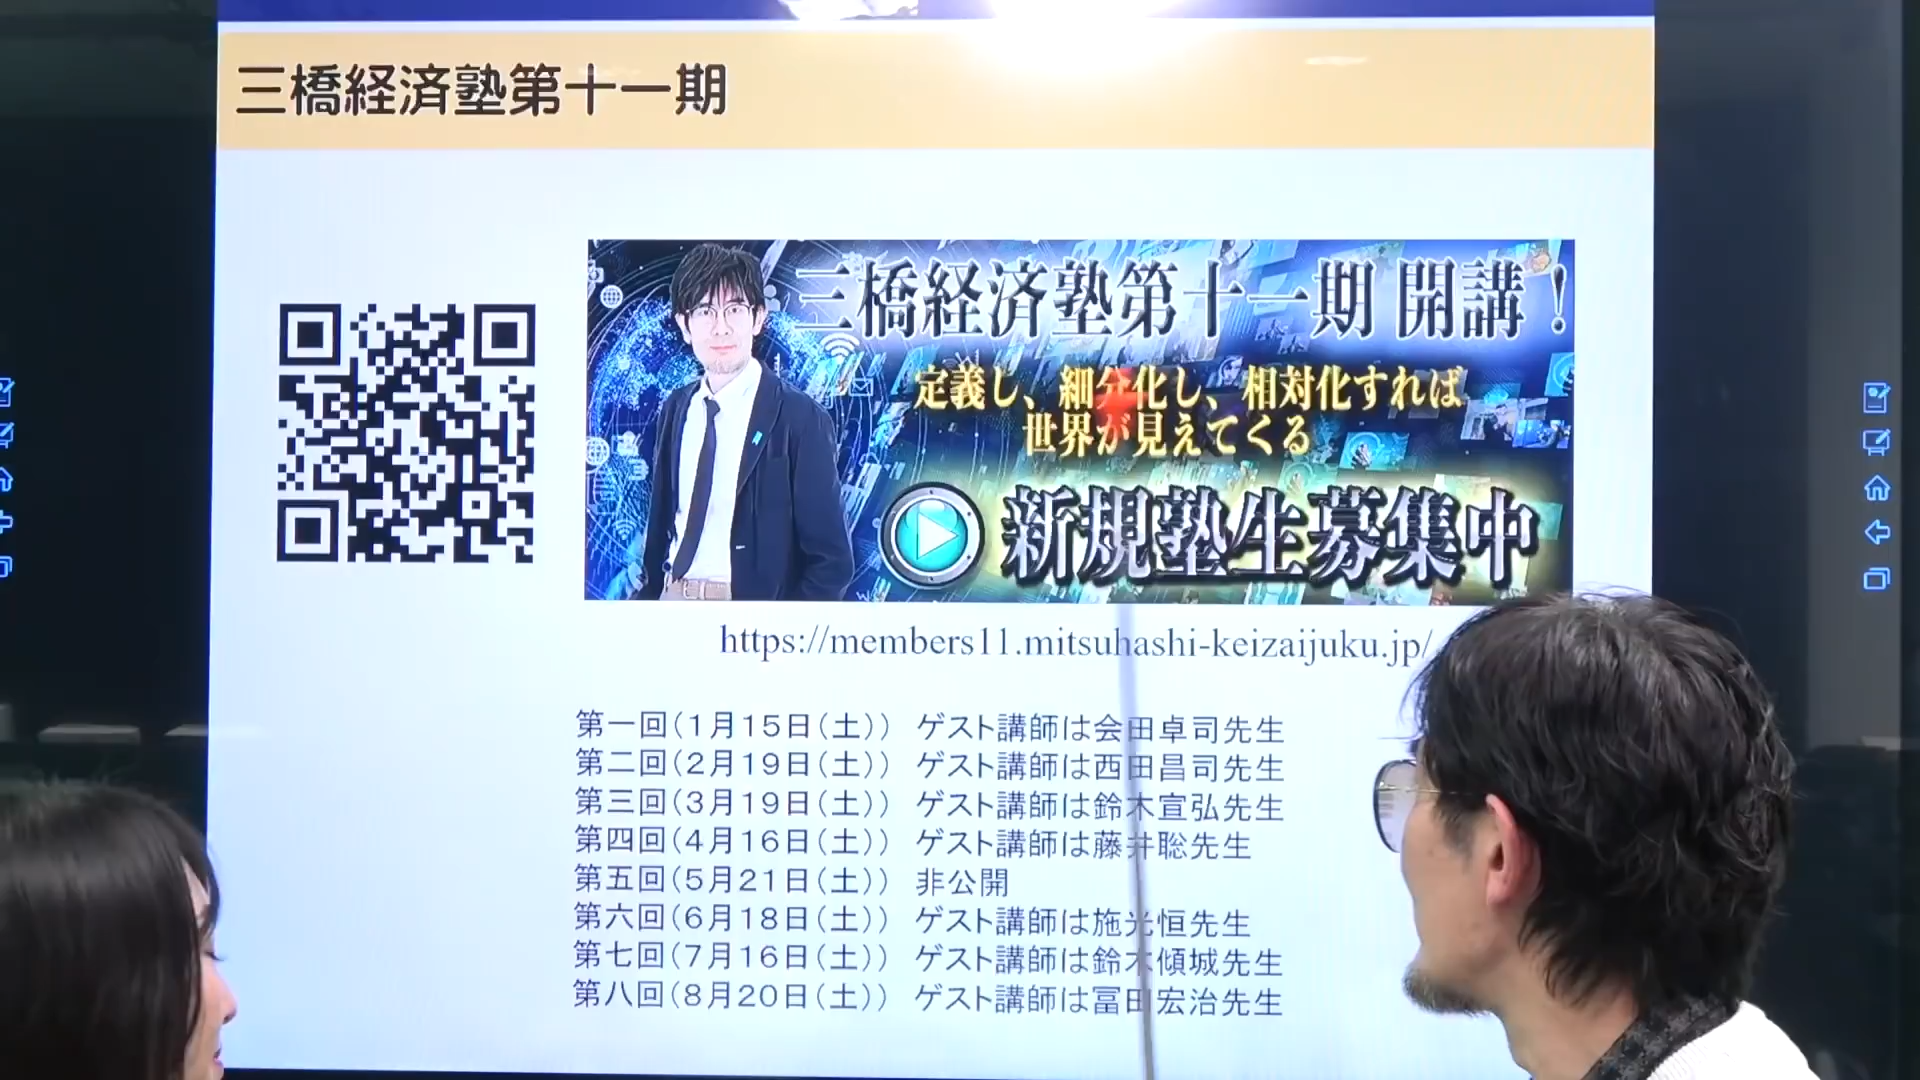 三橋経済塾第十一期
三橋経済塾第十一期 開講！
定義し、細分化し、相対化すれば
世界が見えてくる
新規塾生募集中
https://members11.mitsuhashi-keizaijuku.jp/
第一回（1月15日（土）） ゲスト講師は会田卓司先生
第二回（2月19日（土）） ゲスト講師は西田昌司先生
第三回（3月19日（土）） ゲスト講師は鈴木宣弘先生
第四回（4月16日（土）） ゲスト講師は藤井聡先生
第五回（5月21日（土）） 非公開
第六回（6月18日（土）） ゲスト講師は施光恒先生
第七回（7月16日（土）） ゲスト講師は鈴木傾城先生
第八回（8月20日（土）） ゲスト講師は冨田宏治先生